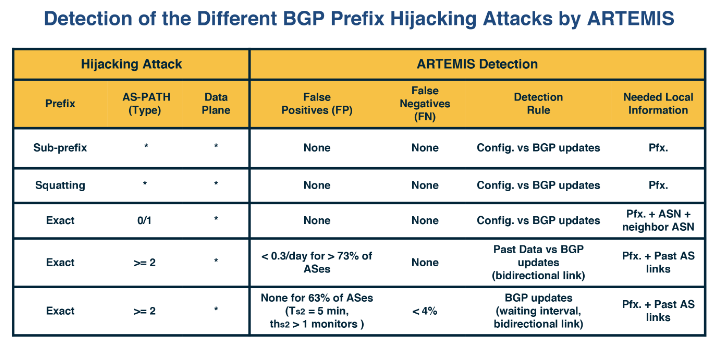 Detection of the Different BGP Prefix Hijacking Attacks by ARTEMIS
Hijacking Attack ARTEMIS Detection
Prefix AS-PATH (Type) Data Plane False Positives (FP) False Negatives (FN) Detection Rule Needed Local Information
Sub-prefix * * None None Config. vs BGP updates Pfx.
Squatting * * None None Config. vs BGP updates Pfx.
Exact 0/1 * None None Config. vs BGP updates Pfx. + ASN + neighbor ASN
Exact >= 2 * < 0.3/day for > 73% of ASes None Past Data vs BGP updates (bidirectional link) Pfx. + Past AS links
Exact >= 2 * None for 63% of ASes (Ts2 = 5 min, ths2 > 1 monitors ) < 4% BGP updates (waiting interval, bidirectional link) Pfx. + Past AS links